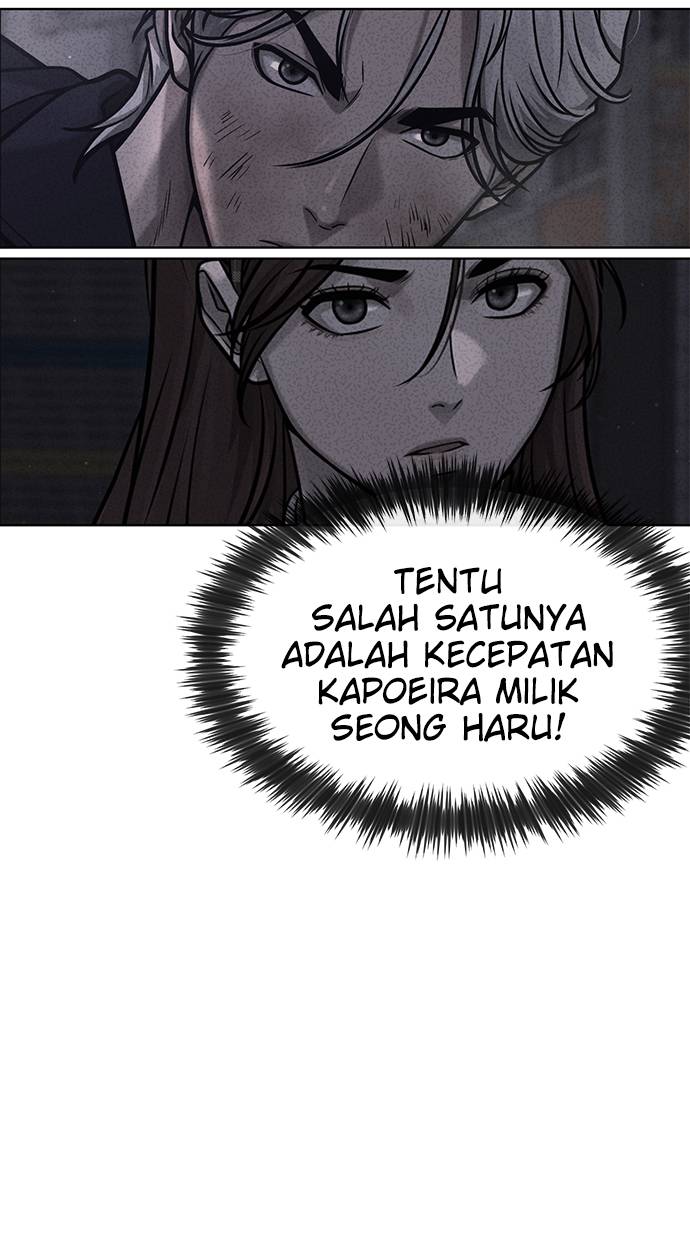 TENTU
SALAH SATUNYA
ADALAH KECEPATAN
KAPOEIRA MILIK
SEONG HARU!